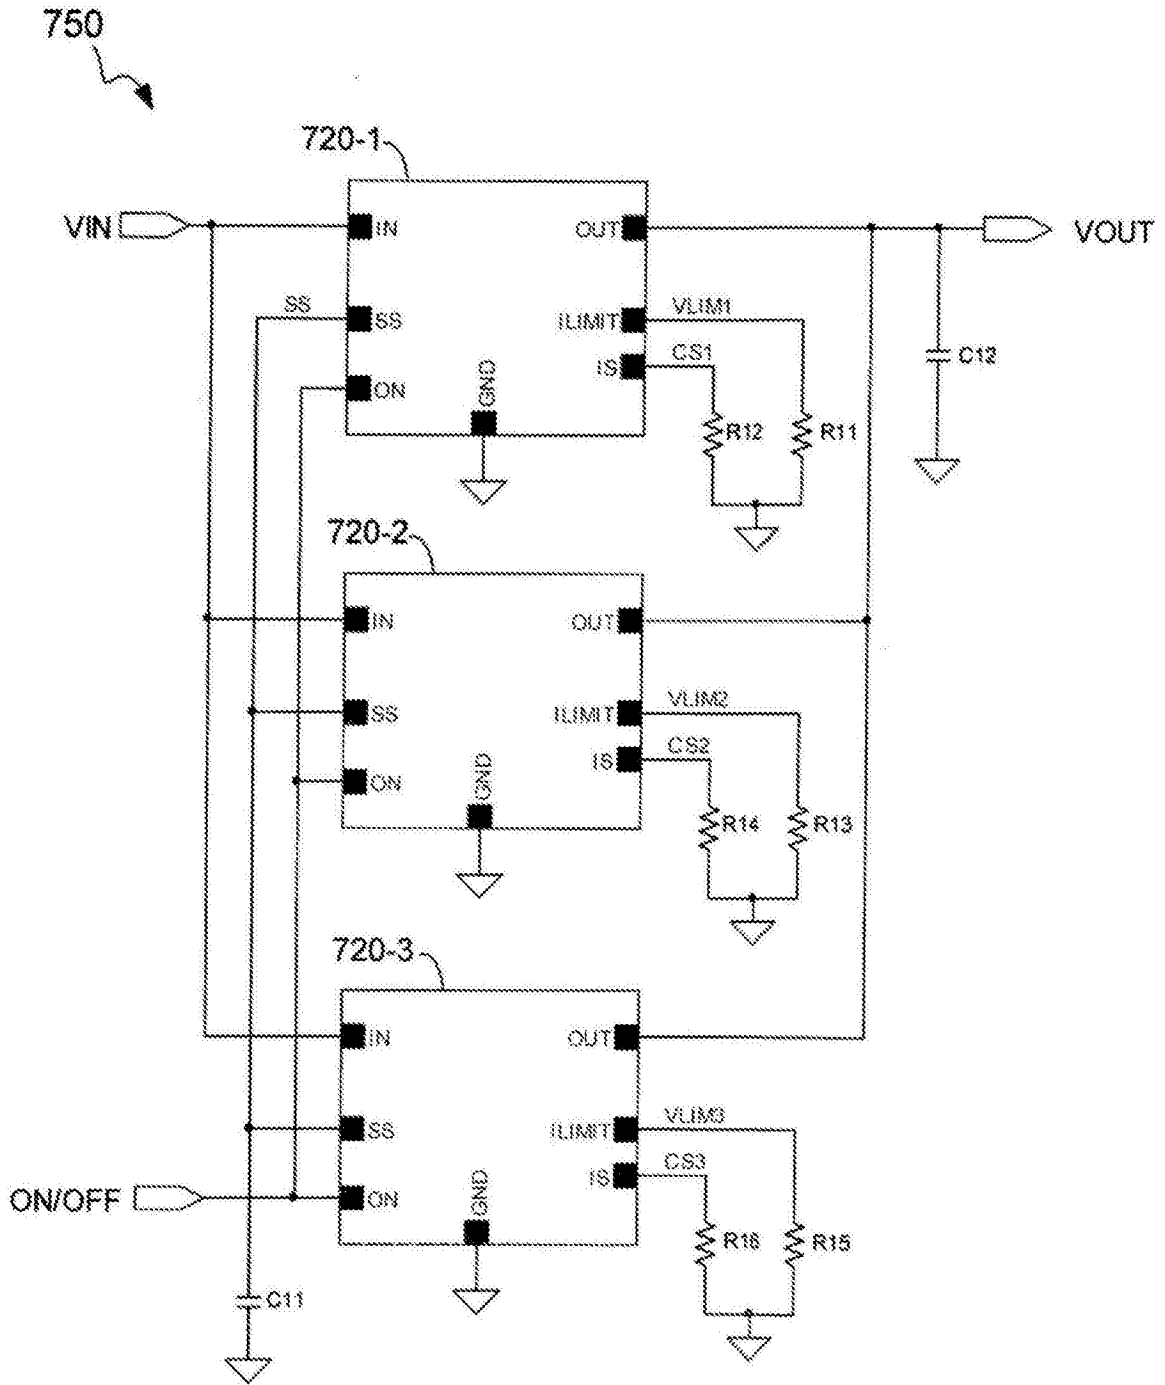 750
720-1
VIN
IN
OUT
VOUT
SS
SS
ILIMIT
VLIM1
IS
CS1
C12
ON
GND
R12
R11
720-2
IN
OUT
SS
ILIMIT
VLIM2
IS
CS2
ON
GND
R14
R13
720-3
IN
OUT
SS
ILIMIT
VLIM3
IS
CS3
ON/OFF
ON
GND
R16
R15
C11